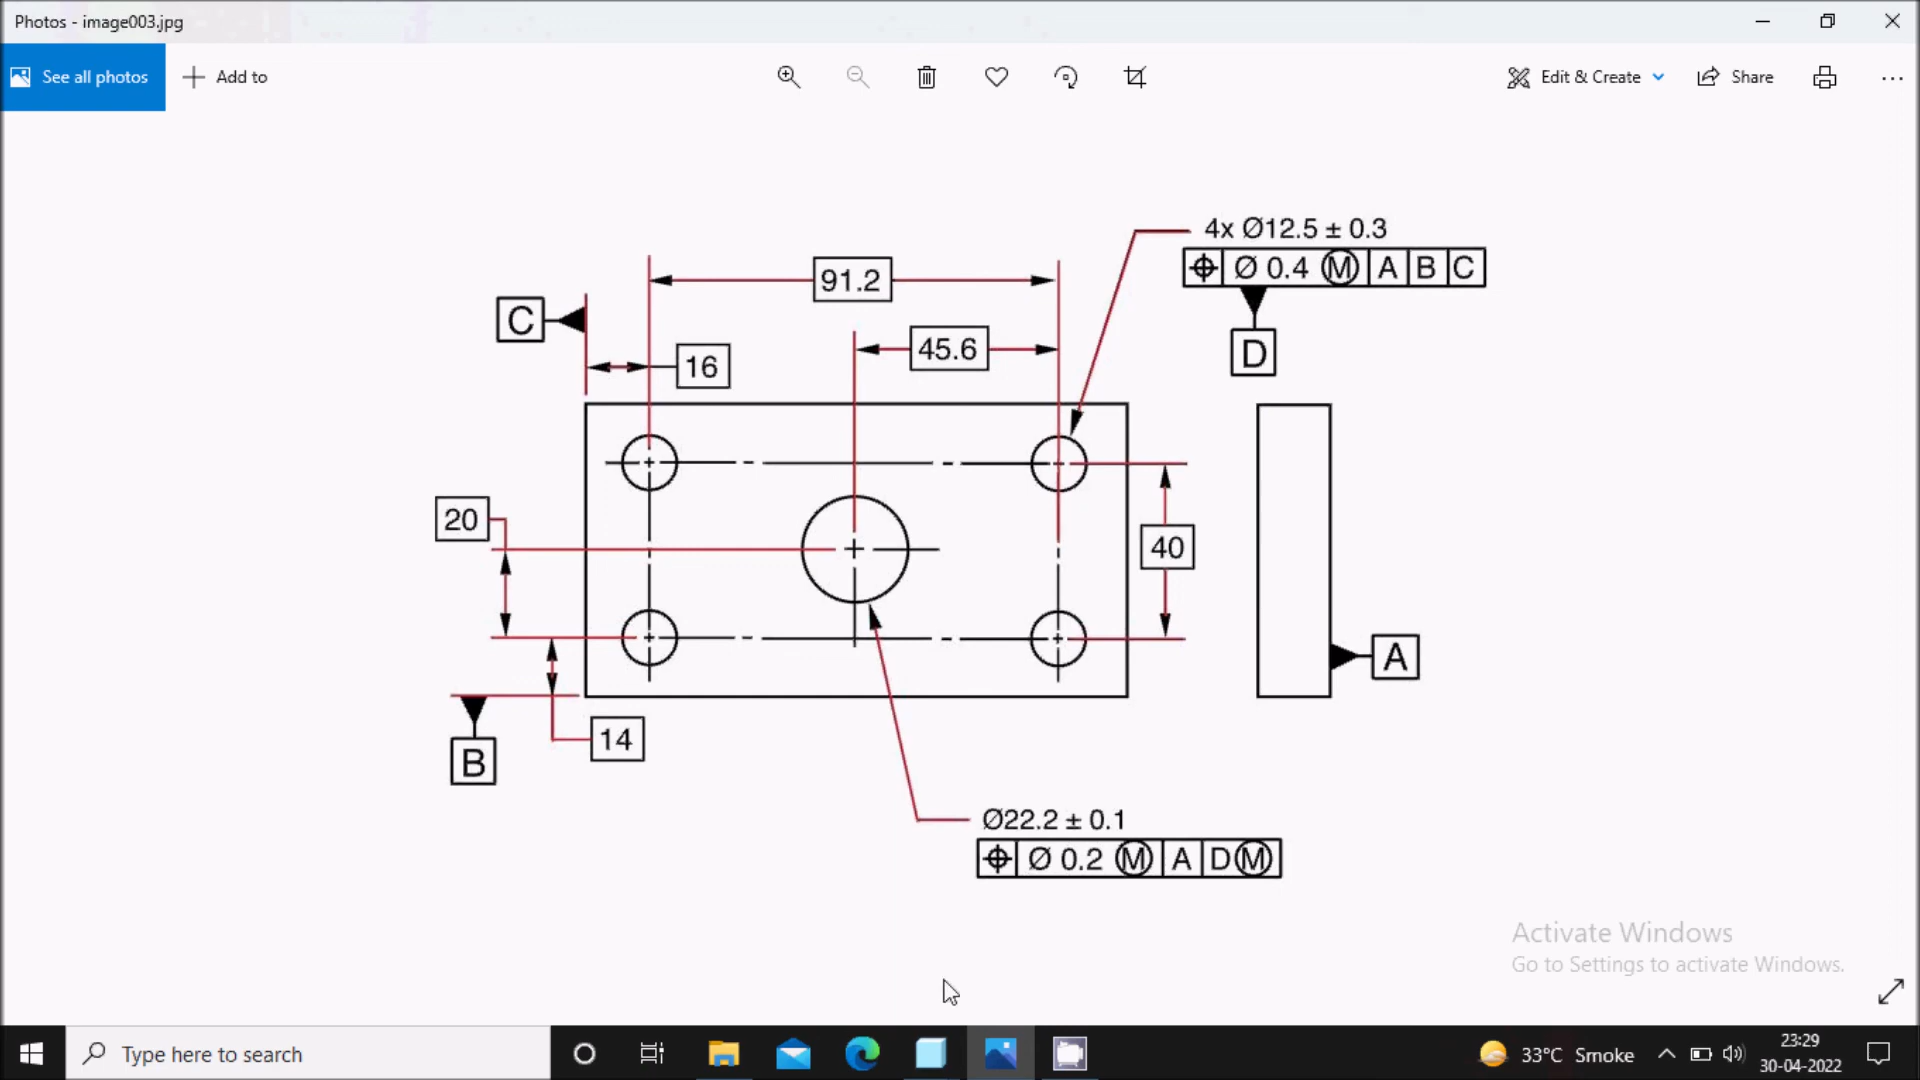 Photos - image003.jpg
See all photos
Add to
Edit & Create
Share
4x Ø12.5 ± 0.3
⌖ Ø 0.4 Ⓜ A B C
91.2
C
45.6
D
16
20
40
A
14
B
Ø22.2 ± 0.1
⌖ Ø 0.2 Ⓜ A D Ⓜ
Activate Windows
Go to Settings to activate Windows.
Type here to search
33°C Smoke
23:29
30-04-2022